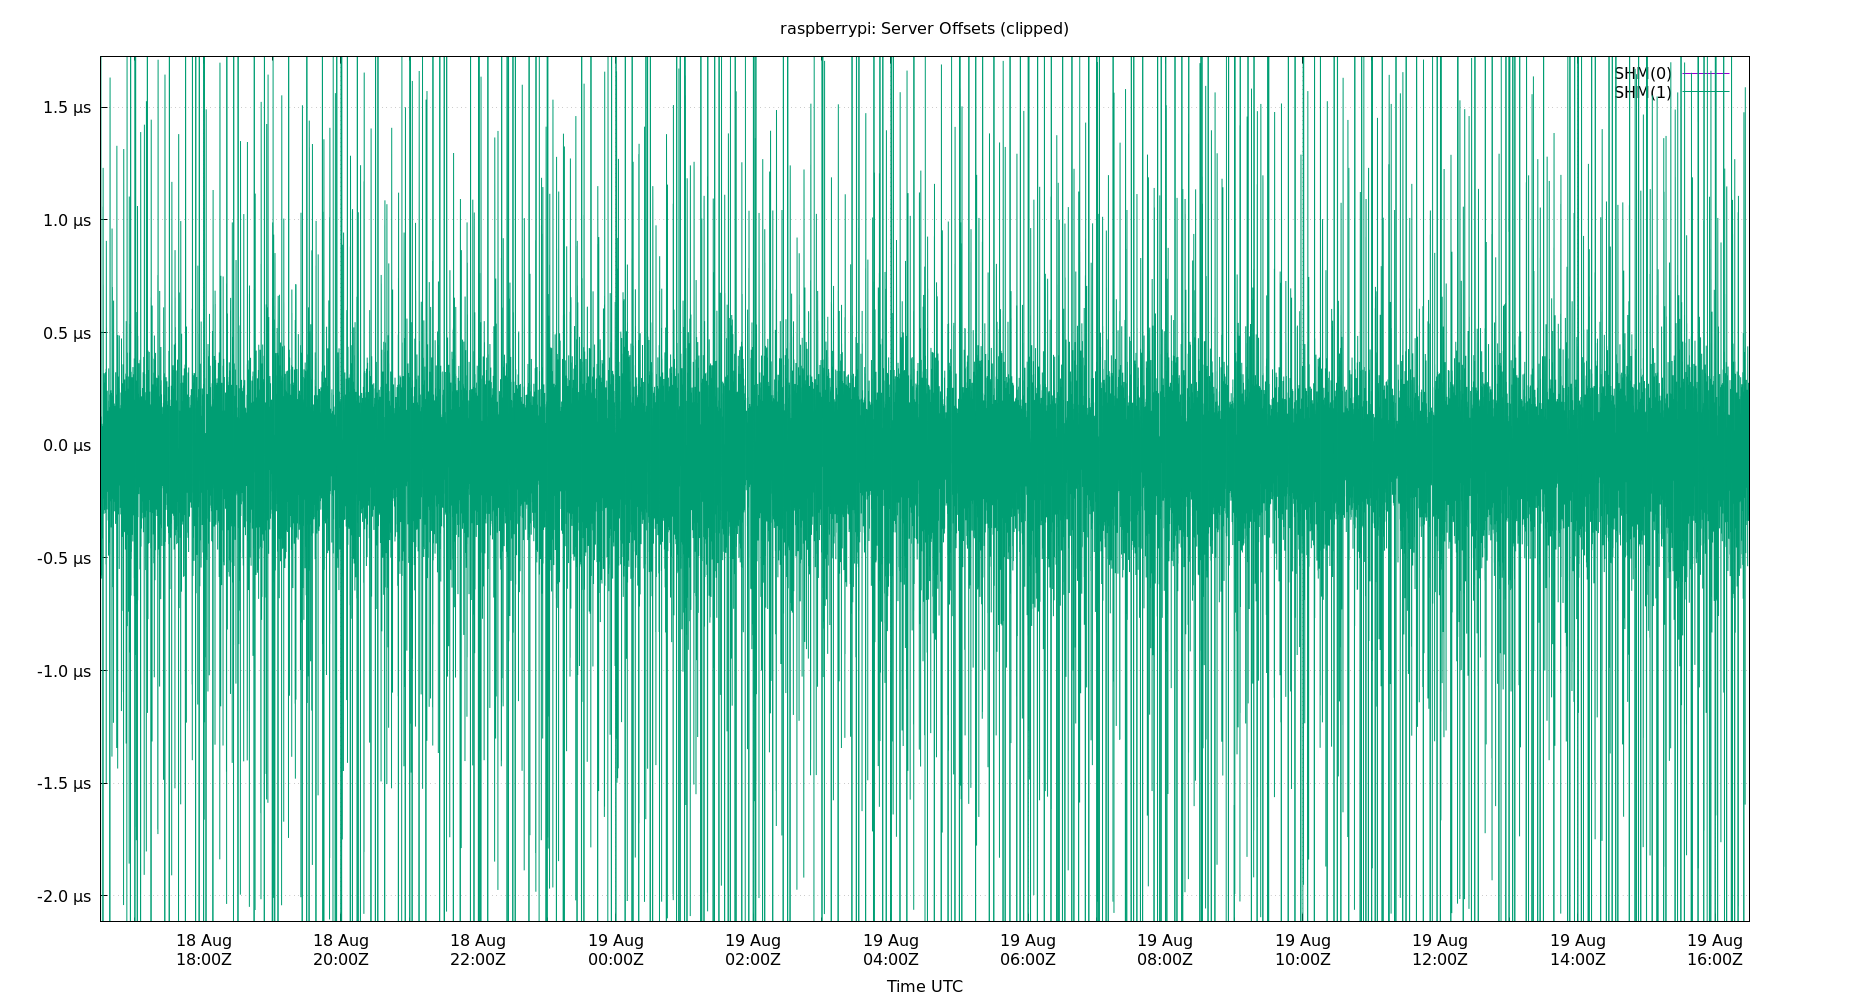 raspberrypi: Server Offsets (clipped)
SHM(0)
SHM(1)
1.5 µs
1.0 µs
0.5 µs
0.0 µs
-0.5 µs
-1.0 µs
-1.5 µs
-2.0 µs
18 Aug 18 Aug 18 Aug 19 Aug 19 Aug 19 Aug 19 Aug 19 Aug 19 Aug 19 Aug 19 Aug 19 Aug
18:00Z 20:00Z 22:00Z 00:00Z 02:00Z 04:00Z 06:00Z 08:00Z 10:00Z 12:00Z 14:00Z 16:00Z
Time UTC